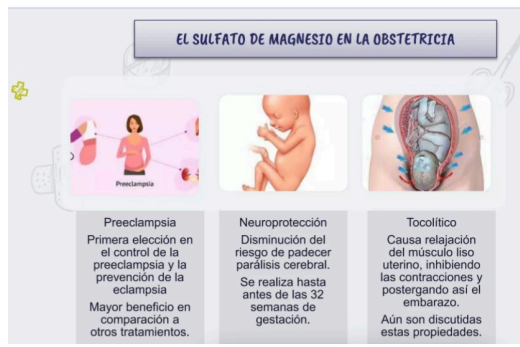 EL SULFATO DE MAGNESIO EN LA OBSTETRICIA
Preeclampsia
Preeclampsia
Primera elección en
el control de la
preeclampsia y la
prevención de la
eclampsia
Mayor beneficio en
comparación a
otros tratamientos.
Neuroprotección
Disminución del
riesgo de padecer
parálisis cerebral.
Se realiza hasta
antes de las 32
semanas de
gestación.
Tocolítico
Causa relajación
del músculo liso
uterino, inhibiendo
las contracciones y
postergando así el
embarazo.
Aún son discutidas
estas propiedades.